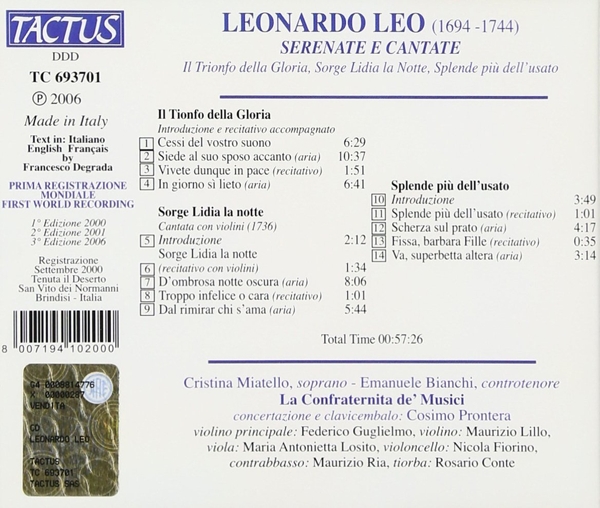 TACTUS
DDD
TC 693701
℗ 2006
Made in Italy
Text in: Italiano
English Français
by
Francesco Degrada
PRIMA REGISTRAZIONE
MONDIALE
FIRST WORLD RECORDING
1° Edizione 2000
2° Edizione 2001
3° Edizione 2006
Registrazione
Settembre 2000
Tenuta il Deserto
San Vito dei Normanni
Brindisi - Italia
8 007194 102000
G4 0008814776
X 00000207
VENDITA
CD
LEONARDO LEO
TACTUS
TC 693701
TACTUS SAS
LEONARDO LEO (1694 -1744)
SERENATE E CANTATE
Il Trionfo della Gloria, Sorge Lidia la Notte, Splende più dell'usato
Il Tionfo della Gloria
Introduzione e recitativo accompagnato
1 Cessi del vostro suono 6:29
2 Siede al suo sposo accanto (aria) 10:37
3 Vivete dunque in pace (recitativo) 1:51
4 In giorno sì lieto (aria) 6:41
Sorge Lidia la notte
Cantata con violini (1736)
5 Introduzione 2:12
Sorge Lidia la notte
6 (recitativo con violini) 1:34
7 D'ombrosa notte oscura (aria) 8:06
8 Troppo infelice o cara (recitativo) 1:01
9 Dal rimirar chi s'ama (aria) 5:44
Splende più dell'usato
10 Introduzione 3:49
11 Splende più dell'usato (recitativo) 1:01
12 Scherza sul prato (aria) 4:17
13 Fissa, barbara Fille (recitativo) 0:35
14 Va, superbetta altera (aria) 3:14
Total Time 00:57:26
Cristina Miatello, soprano - Emanuele Bianchi, controtenore
La Confraternita de' Musici
concertazione e clavicembalo: Cosimo Prontera
violino principale: Federico Guglielmo, violino: Maurizio Lillo,
viola: Maria Antonietta Losito, violoncello: Nicola Fiorino,
contrabbasso: Maurizio Ria, tiorba: Rosario Conte